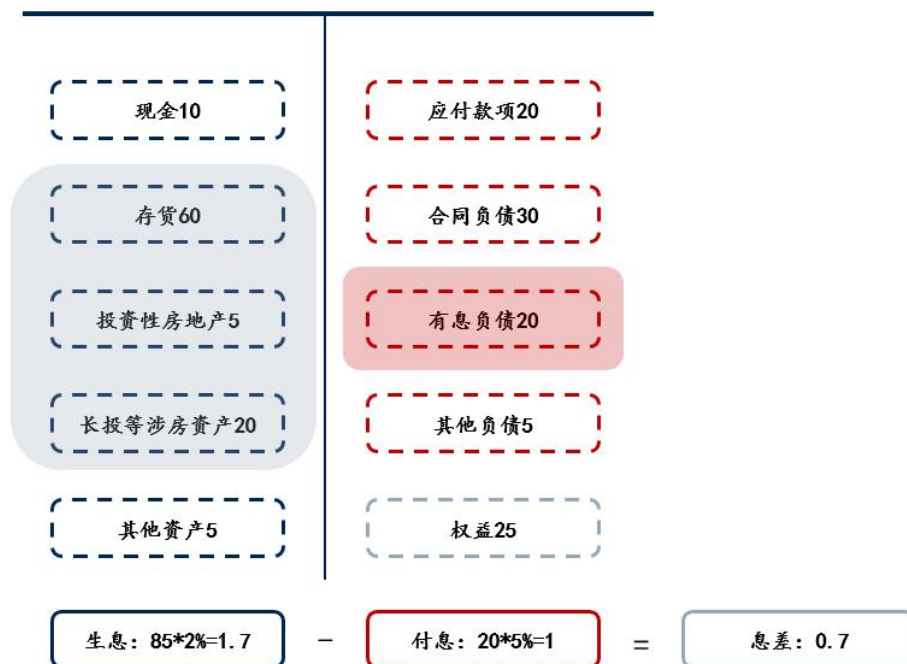 现金10
应付款项20
存货60
合同负债30
投资性房地产5
有息负债20
长投等涉房资产20
其他负债5
其他资产5
权益25
生息：85*2%=1.7 － 付息：20*5%=1 = 息差：0.7